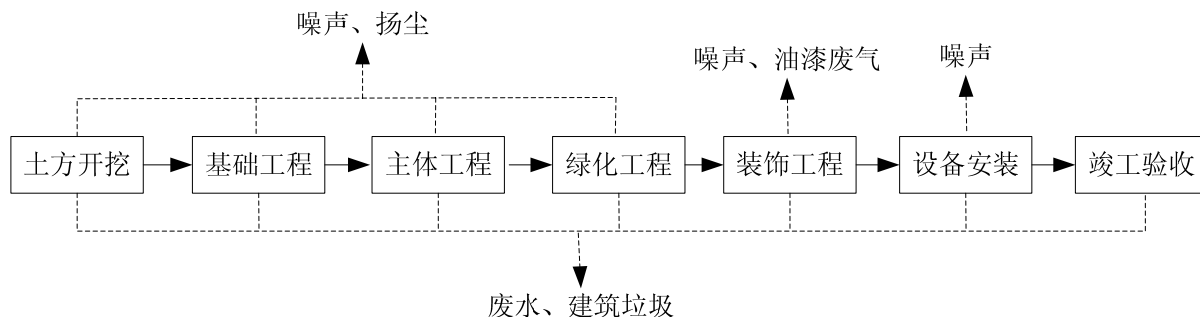 噪声、扬尘
噪声、油漆废气
噪声
土方开挖
基础工程
主体工程
绿化工程
装饰工程
设备安装
竣工验收
废水、建筑垃圾